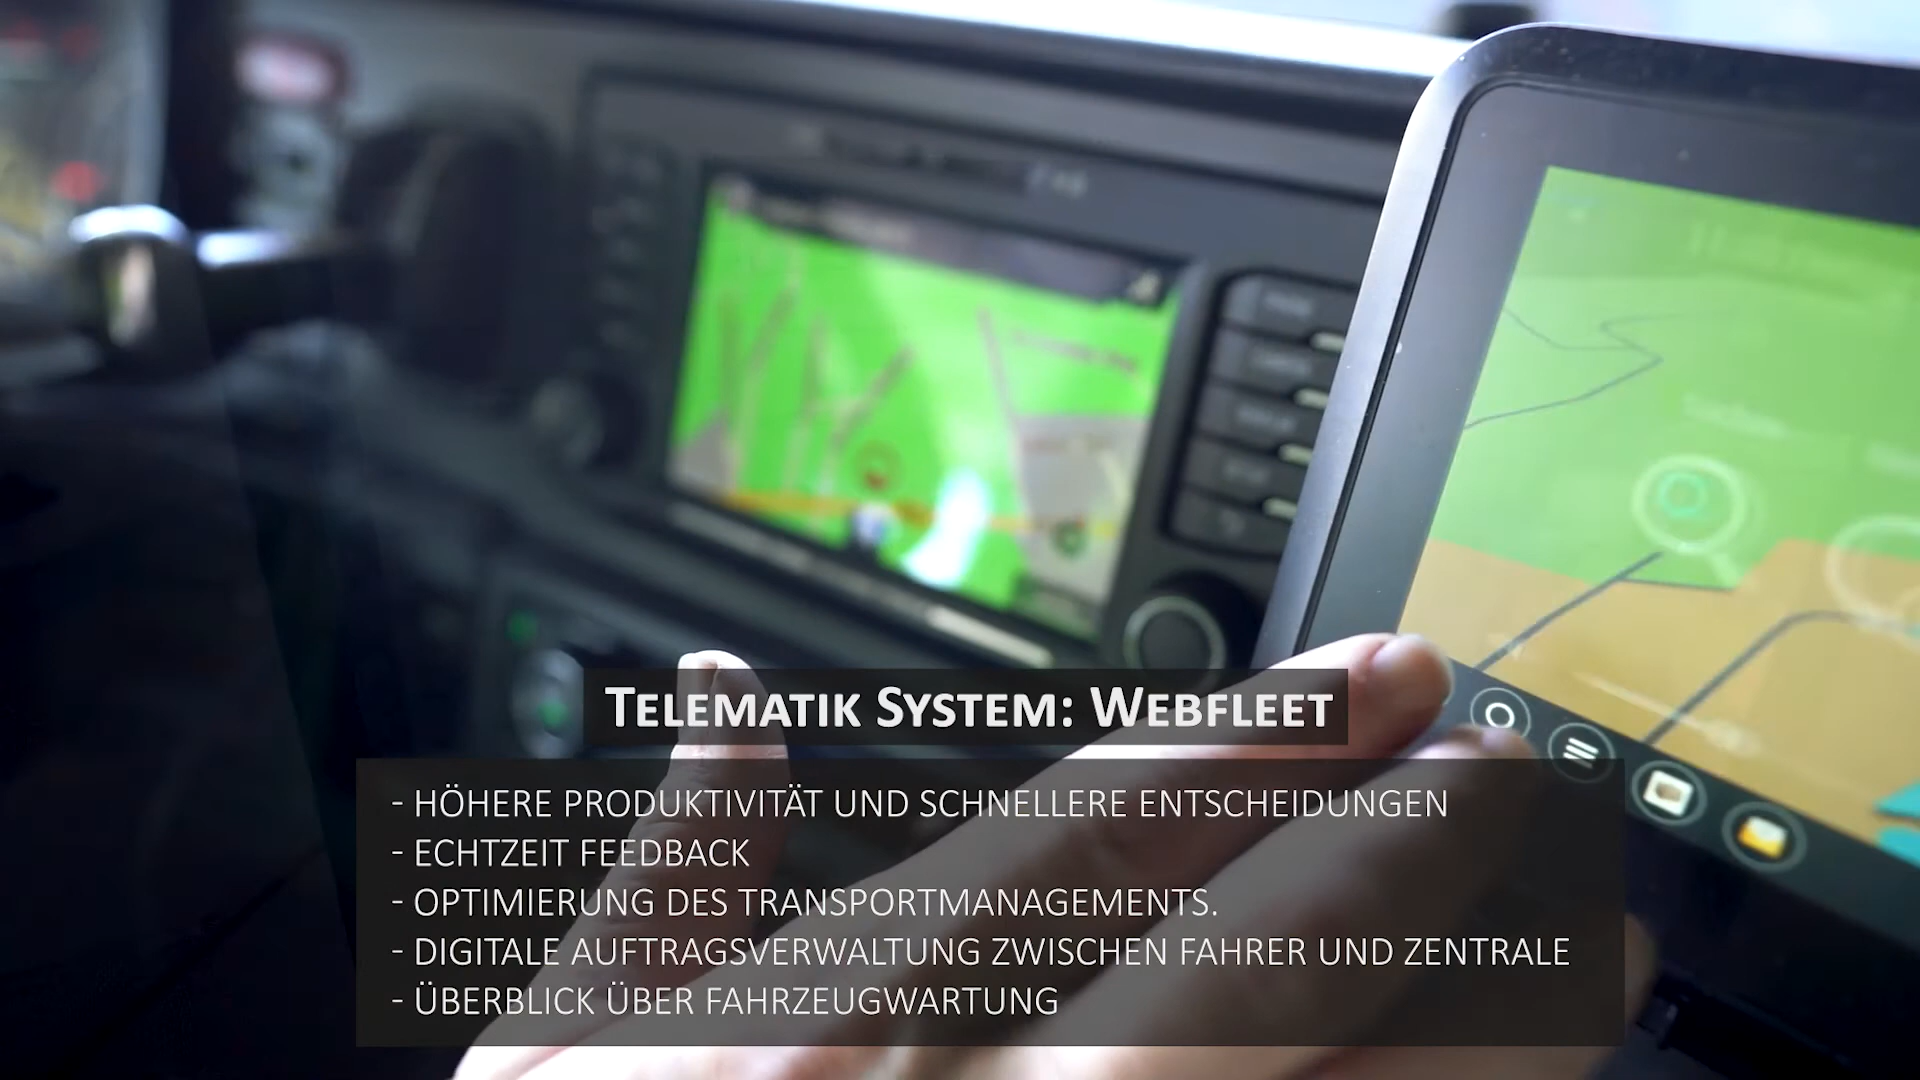 Telematik System: Webfleet
- HÖHERE PRODUKTIVITÄT UND SCHNELLERE ENTSCHEIDUNGEN
- ECHTZEIT FEEDBACK
- OPTIMIERUNG DES TRANSPORTMANAGEMENTS.
- DIGITALE AUFTRAGSVERWALTUNG ZWISCHEN FAHRER UND ZENTRALE
- ÜBERBLICK ÜBER FAHRZEUGWARTUNG